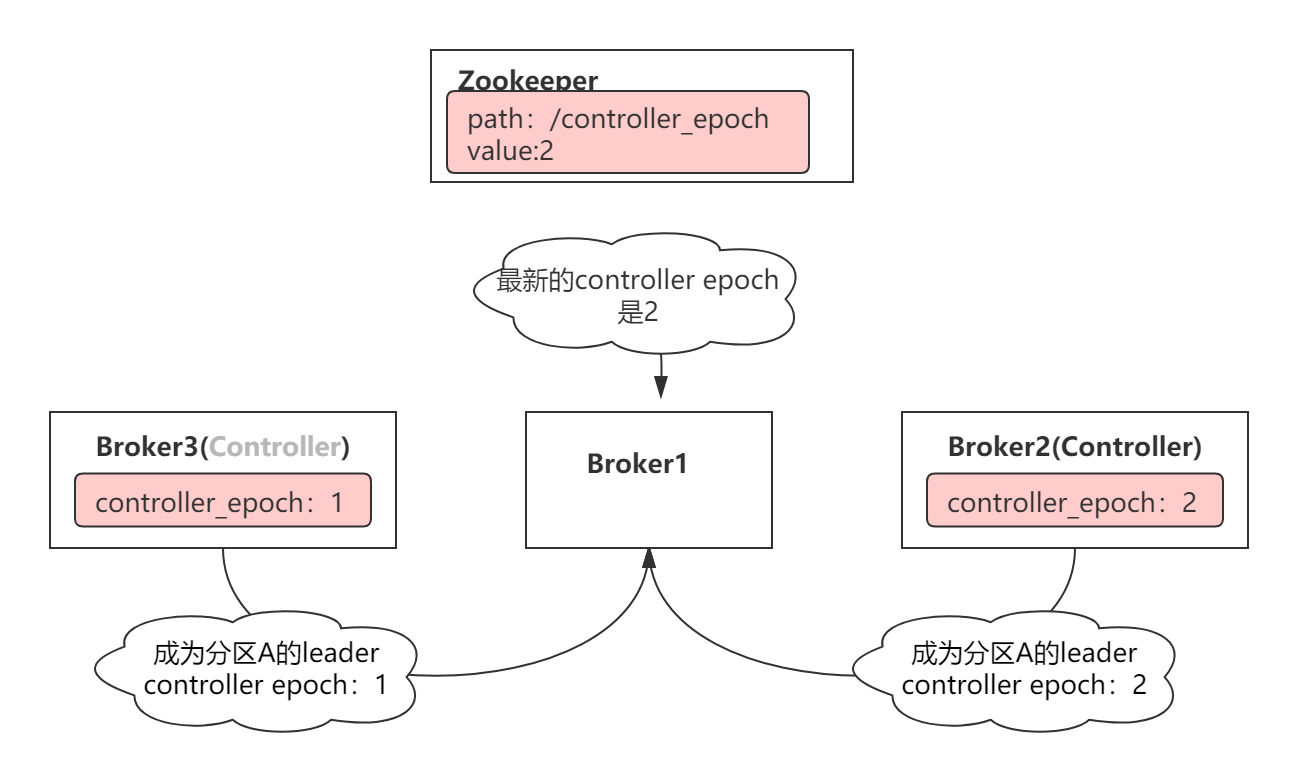 Zookeeper
path：/controller_epoch
value:2
最新的controller epoch
是2
Broker3(Controller)
controller_epoch：1
Broker1
Broker2(Controller)
controller_epoch：2
成为分区A的leader
controller epoch：1
成为分区A的leader
controller epoch：2